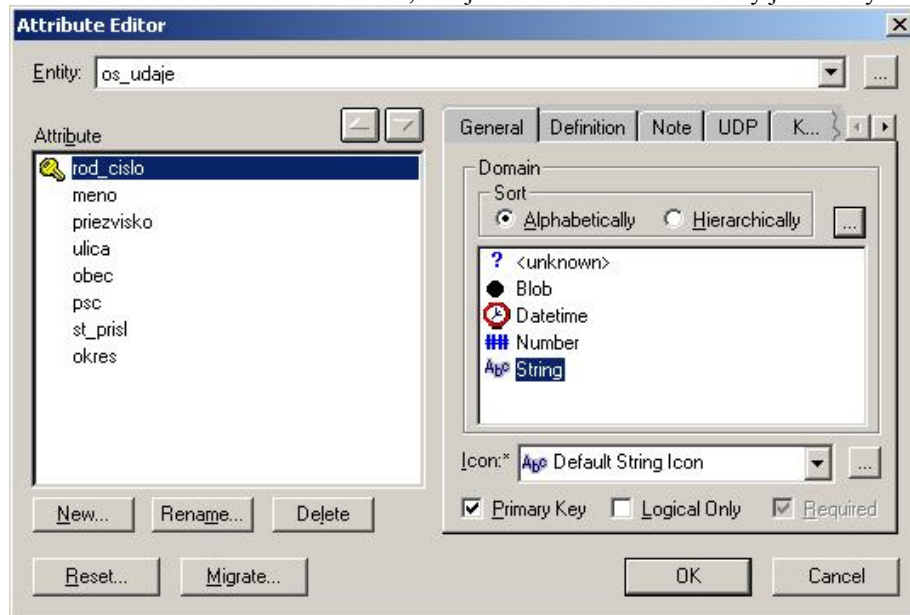 Attribute Editor
Entity: os_udaje
...
Attribute
rod_cislo
meno
priezvisko
ulica
obec
psc
st_prisl
okres
New... Rename... Delete
Reset... Migrate...
General Definition Note UDP K...
Domain
Sort
Alphabetically Hierarchically
...
? <unknown>
Blob
Datetime
Number
Abc String
Icon:* Abc Default String Icon
...
Primary Key Logical Only Required
OK Cancel